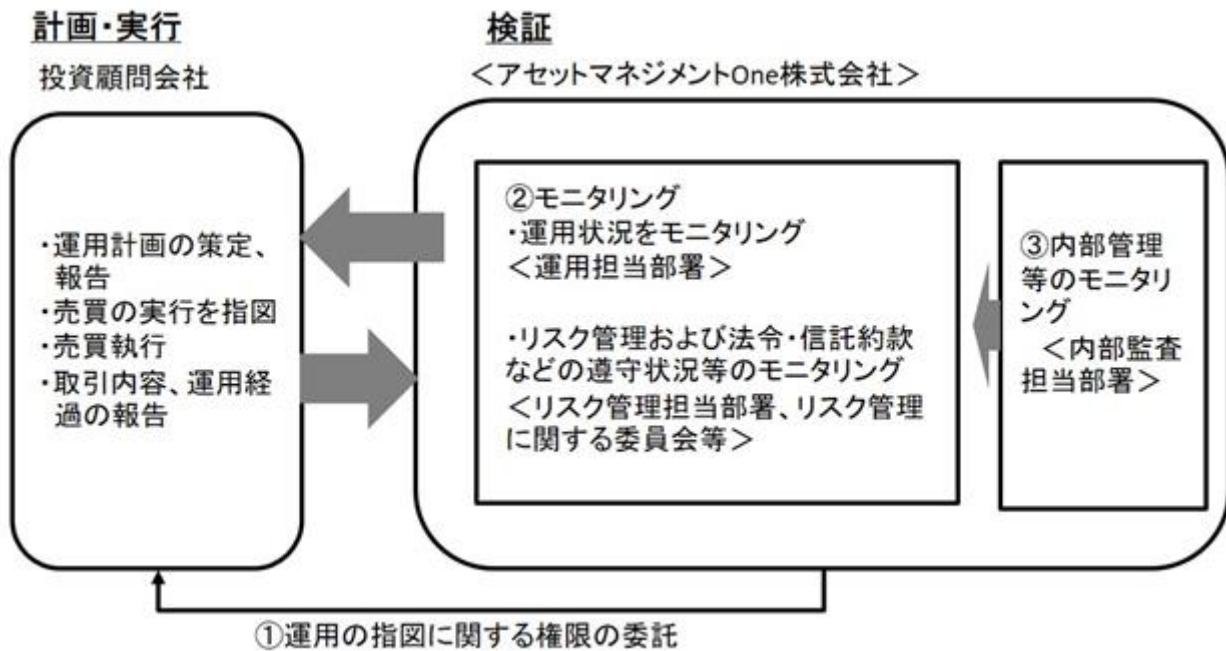 計画・実行
投資顧問会社
・運用計画の策定、
報告
・売買の実行を指図
・売買執行
・取引内容、運用経
過の報告
検証
＜アセットマネジメントOne株式会社＞
②モニタリング
・運用状況をモニタリング
＜運用担当部署＞
・リスク管理および法令・信託約款
などの遵守状況等のモニタリング
＜リスク管理担当部署、リスク管理
に関する委員会等＞
③内部管理
等のモニタリ
ング
＜内部監査
担当部署＞
①運用の指図に関する権限の委託